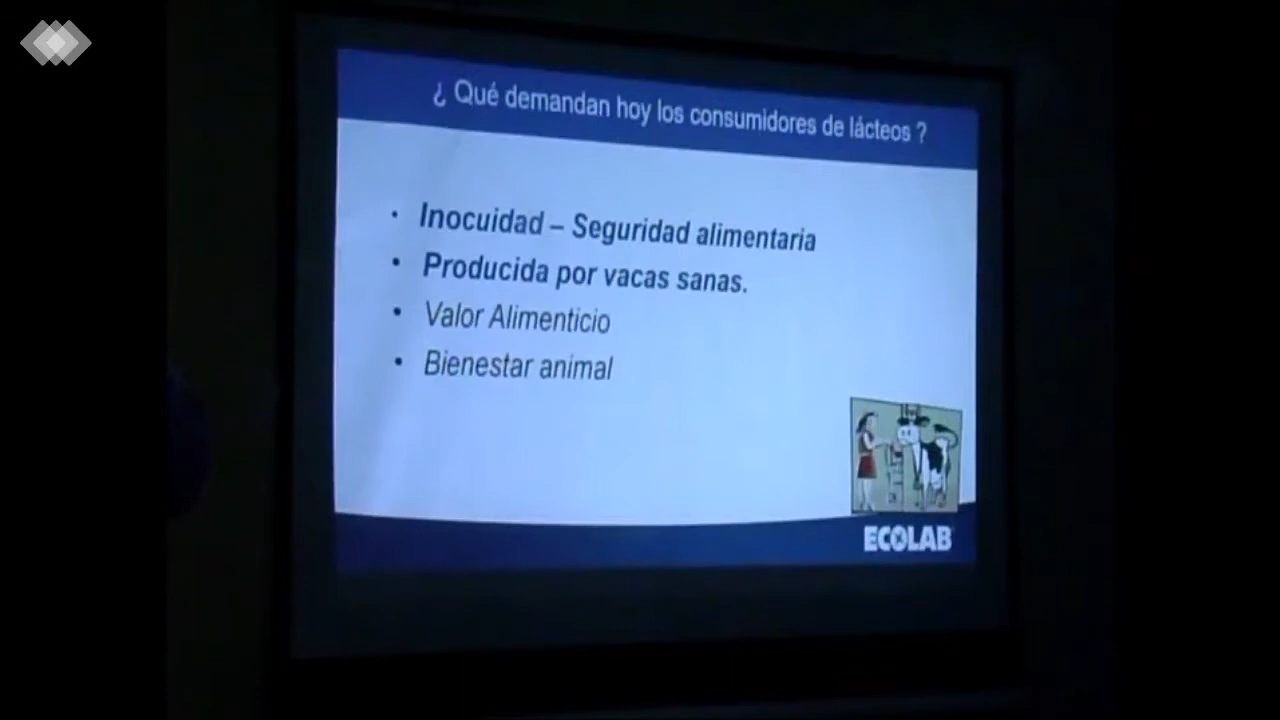 ¿ Qué demandan hoy los consumidores de lácteos ?
• Inocuidad – Seguridad alimentaria
• Producida por vacas sanas.
• Valor Alimenticio
• Bienestar animal
ECOLAB